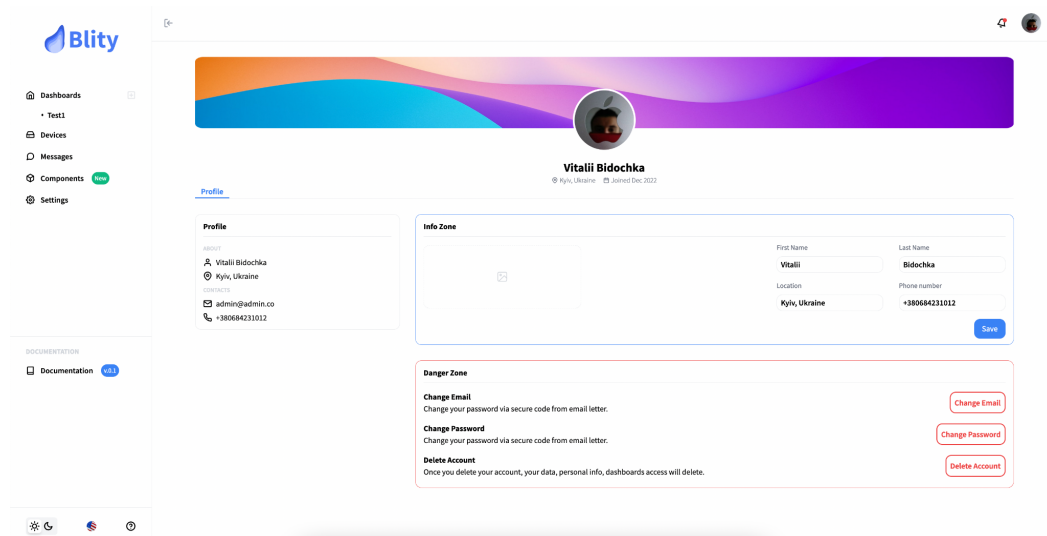 Blity
Dashboards
• Test1
Devices
Messages
Components New
Settings
DOCUMENTATION
Documentation v.0.1
Vitalii Bidochka
Kyiv, Ukraine Joined Dec 2022
Profile
Profile
ABOUT
Vitalii Bidochka
Kyiv, Ukraine
CONTACTS
admin@admin.co
+380684231012
Info Zone
First Name Last Name
Vitalii Bidochka
Location Phone number
Kyiv, Ukraine +380684231012
Save
Danger Zone
Change Email
Change your password via secure code from email letter.
Change Email
Change Password
Change your password via secure code from email letter.
Change Password
Delete Account
Once you delete your account, your data, personal info, dashboards access will delete.
Delete Account